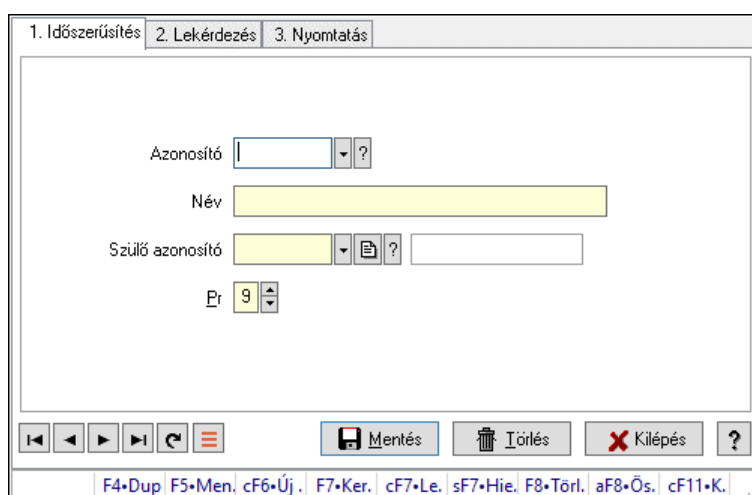 1. Időszerűsítés 2. Lekérdezés 3. Nyomtatás
Azonosító ?
Név
Szülő azonosító ?
Pr 9
Mentés Törlés Kilépés ?
F4•Dup F5•Men. cF6•Új . F7•Ker. cF7•Le. sF7•Hie. F8•Törl. aF8•Ös. cF11•K.